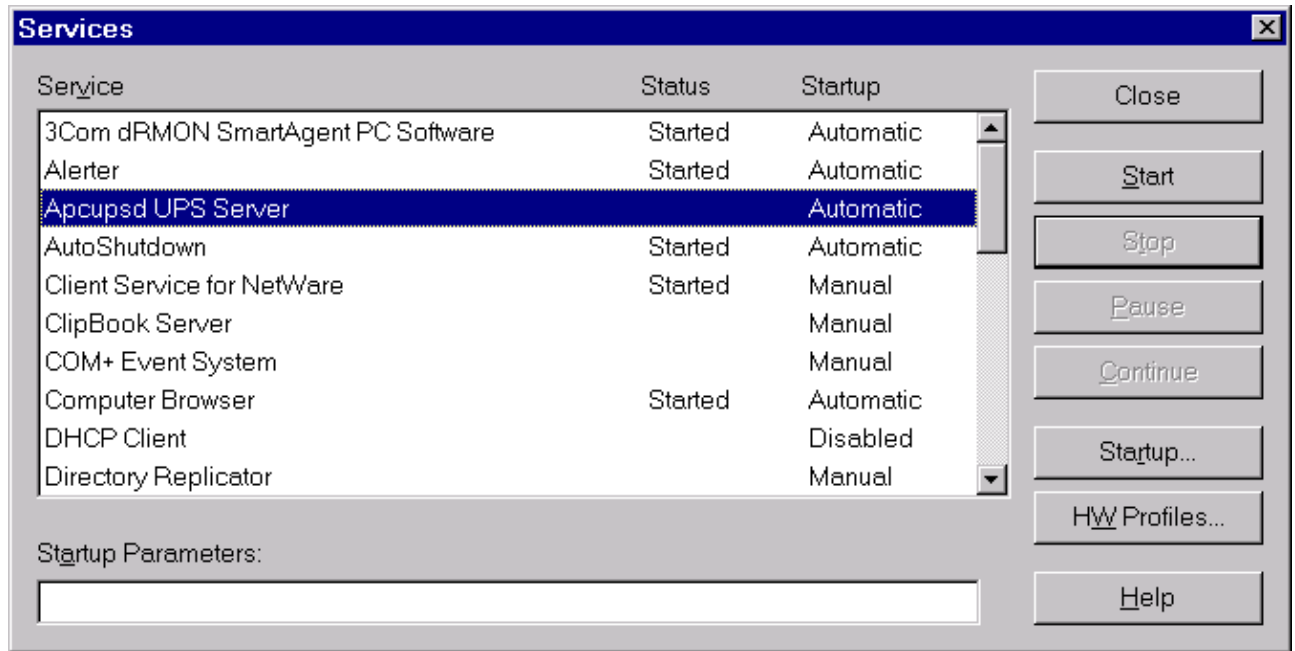 Services
Service Status Startup
3Com dRMON SmartAgent PC Software Started Automatic
Alerter Started Automatic
Apcupsd UPS Server Automatic
AutoShutdown Started Automatic
Client Service for NetWare Started Manual
ClipBook Server Manual
COM+ Event System Manual
Computer Browser Started Automatic
DHCP Client Disabled
Directory Replicator Manual
Startup Parameters:
Close
Start
Stop
Pause
Continue
Startup...
HW Profiles...
Help